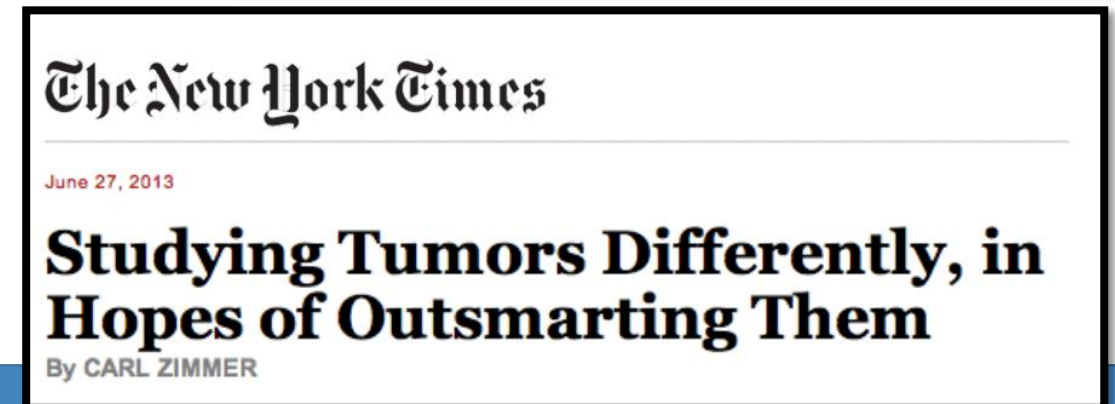 The New York Times
June 27, 2013
Studying Tumors Differently, in
Hopes of Outsmarting Them
By CARL ZIMMER